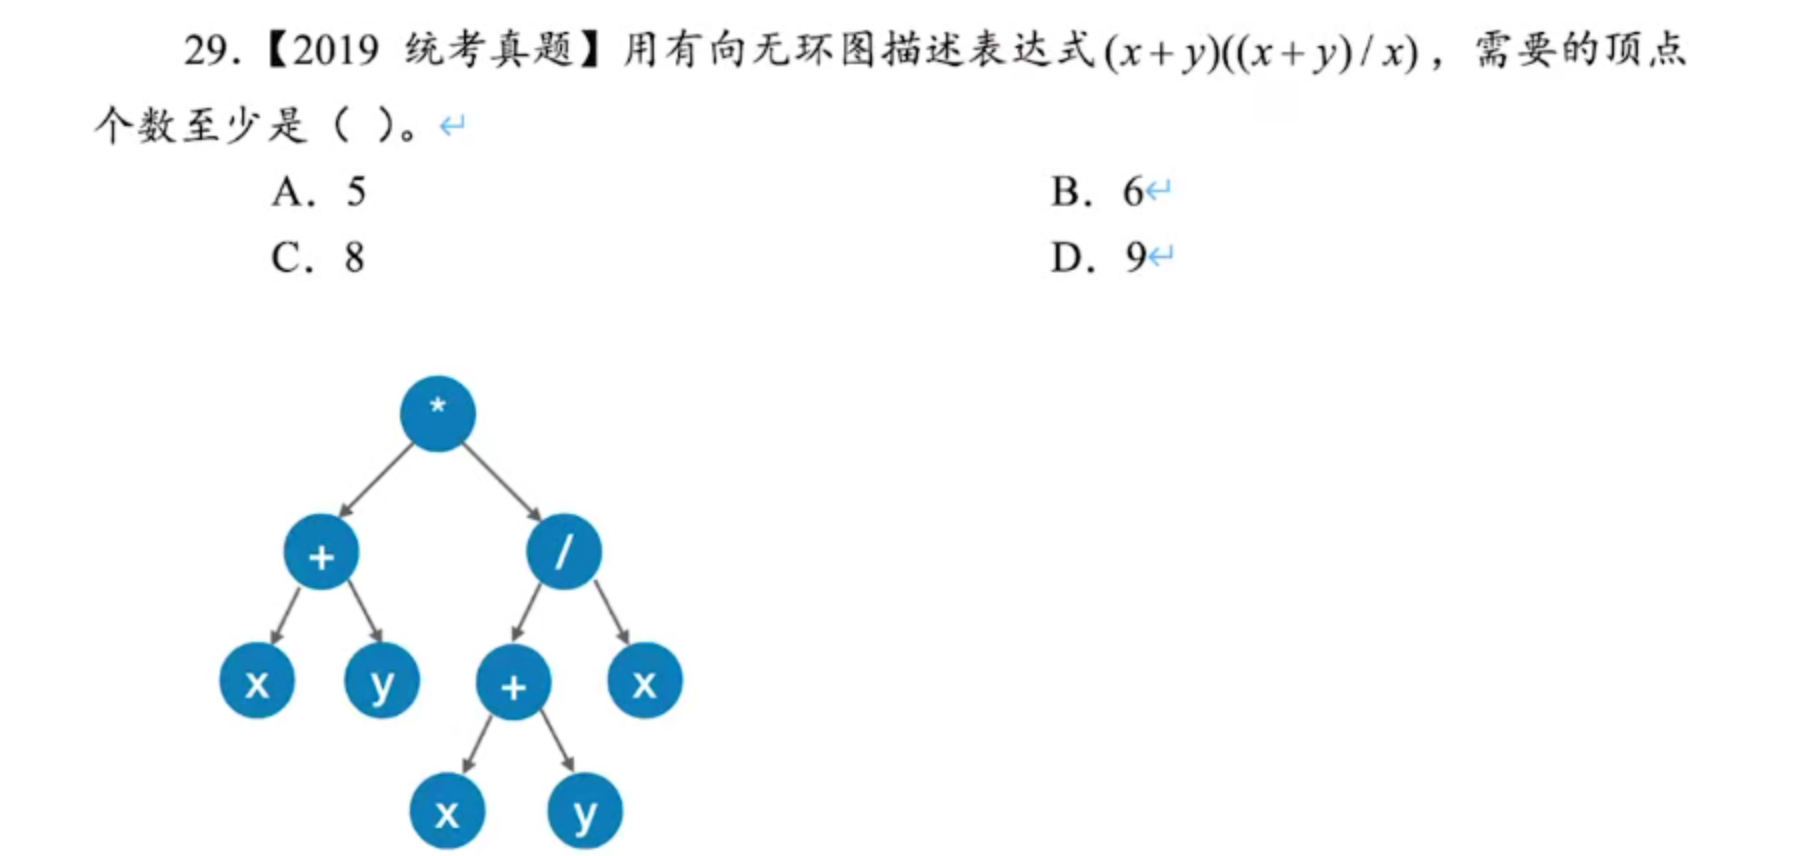 29.【2019 统考真题】用有向无环图描述表达式(x+y)((x+y)/x)，需要的顶点
个数至少是（ ）。↵
A. 5 B. 6↵
C. 8 D. 9↵
*
+ /
x y + x
x y